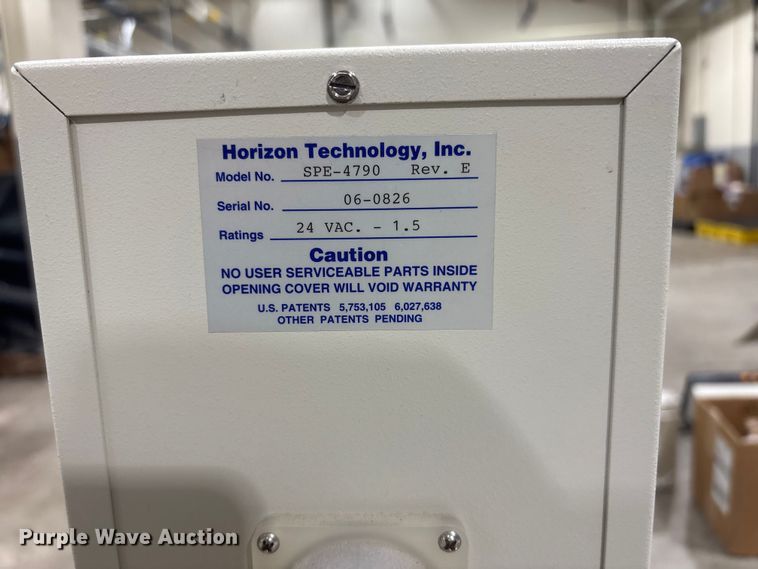 Horizon Technology, Inc.
Model No. SPE-4790 Rev. E
Serial No. 06-0826
Ratings 24 VAC. - 1.5
Caution
NO USER SERVICEABLE PARTS INSIDE
OPENING COVER WILL VOID WARRANTY
U.S. PATENTS 5,753,105 6,027,638
OTHER PATENTS PENDING
Purple Wave Auction®